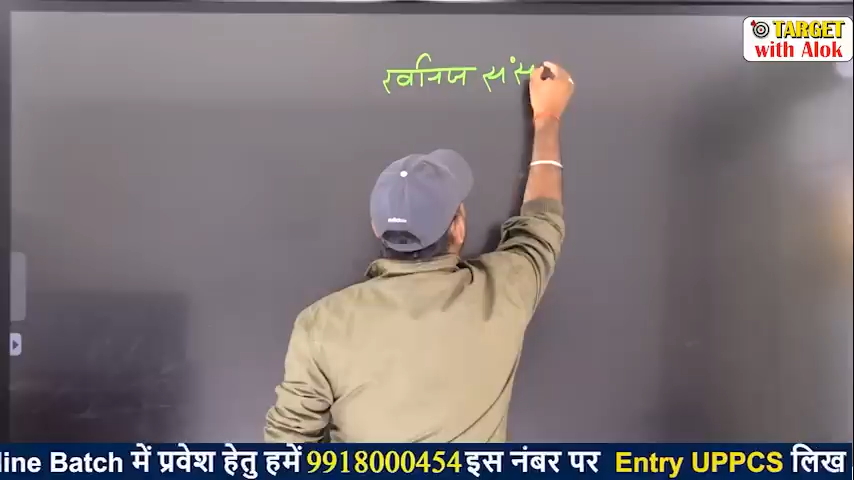 TARGET
with Alok
खनिज संस
line Batch में प्रवेश हेतु हमें 9918000454 इस नंबर पर Entry UPPCS लिख